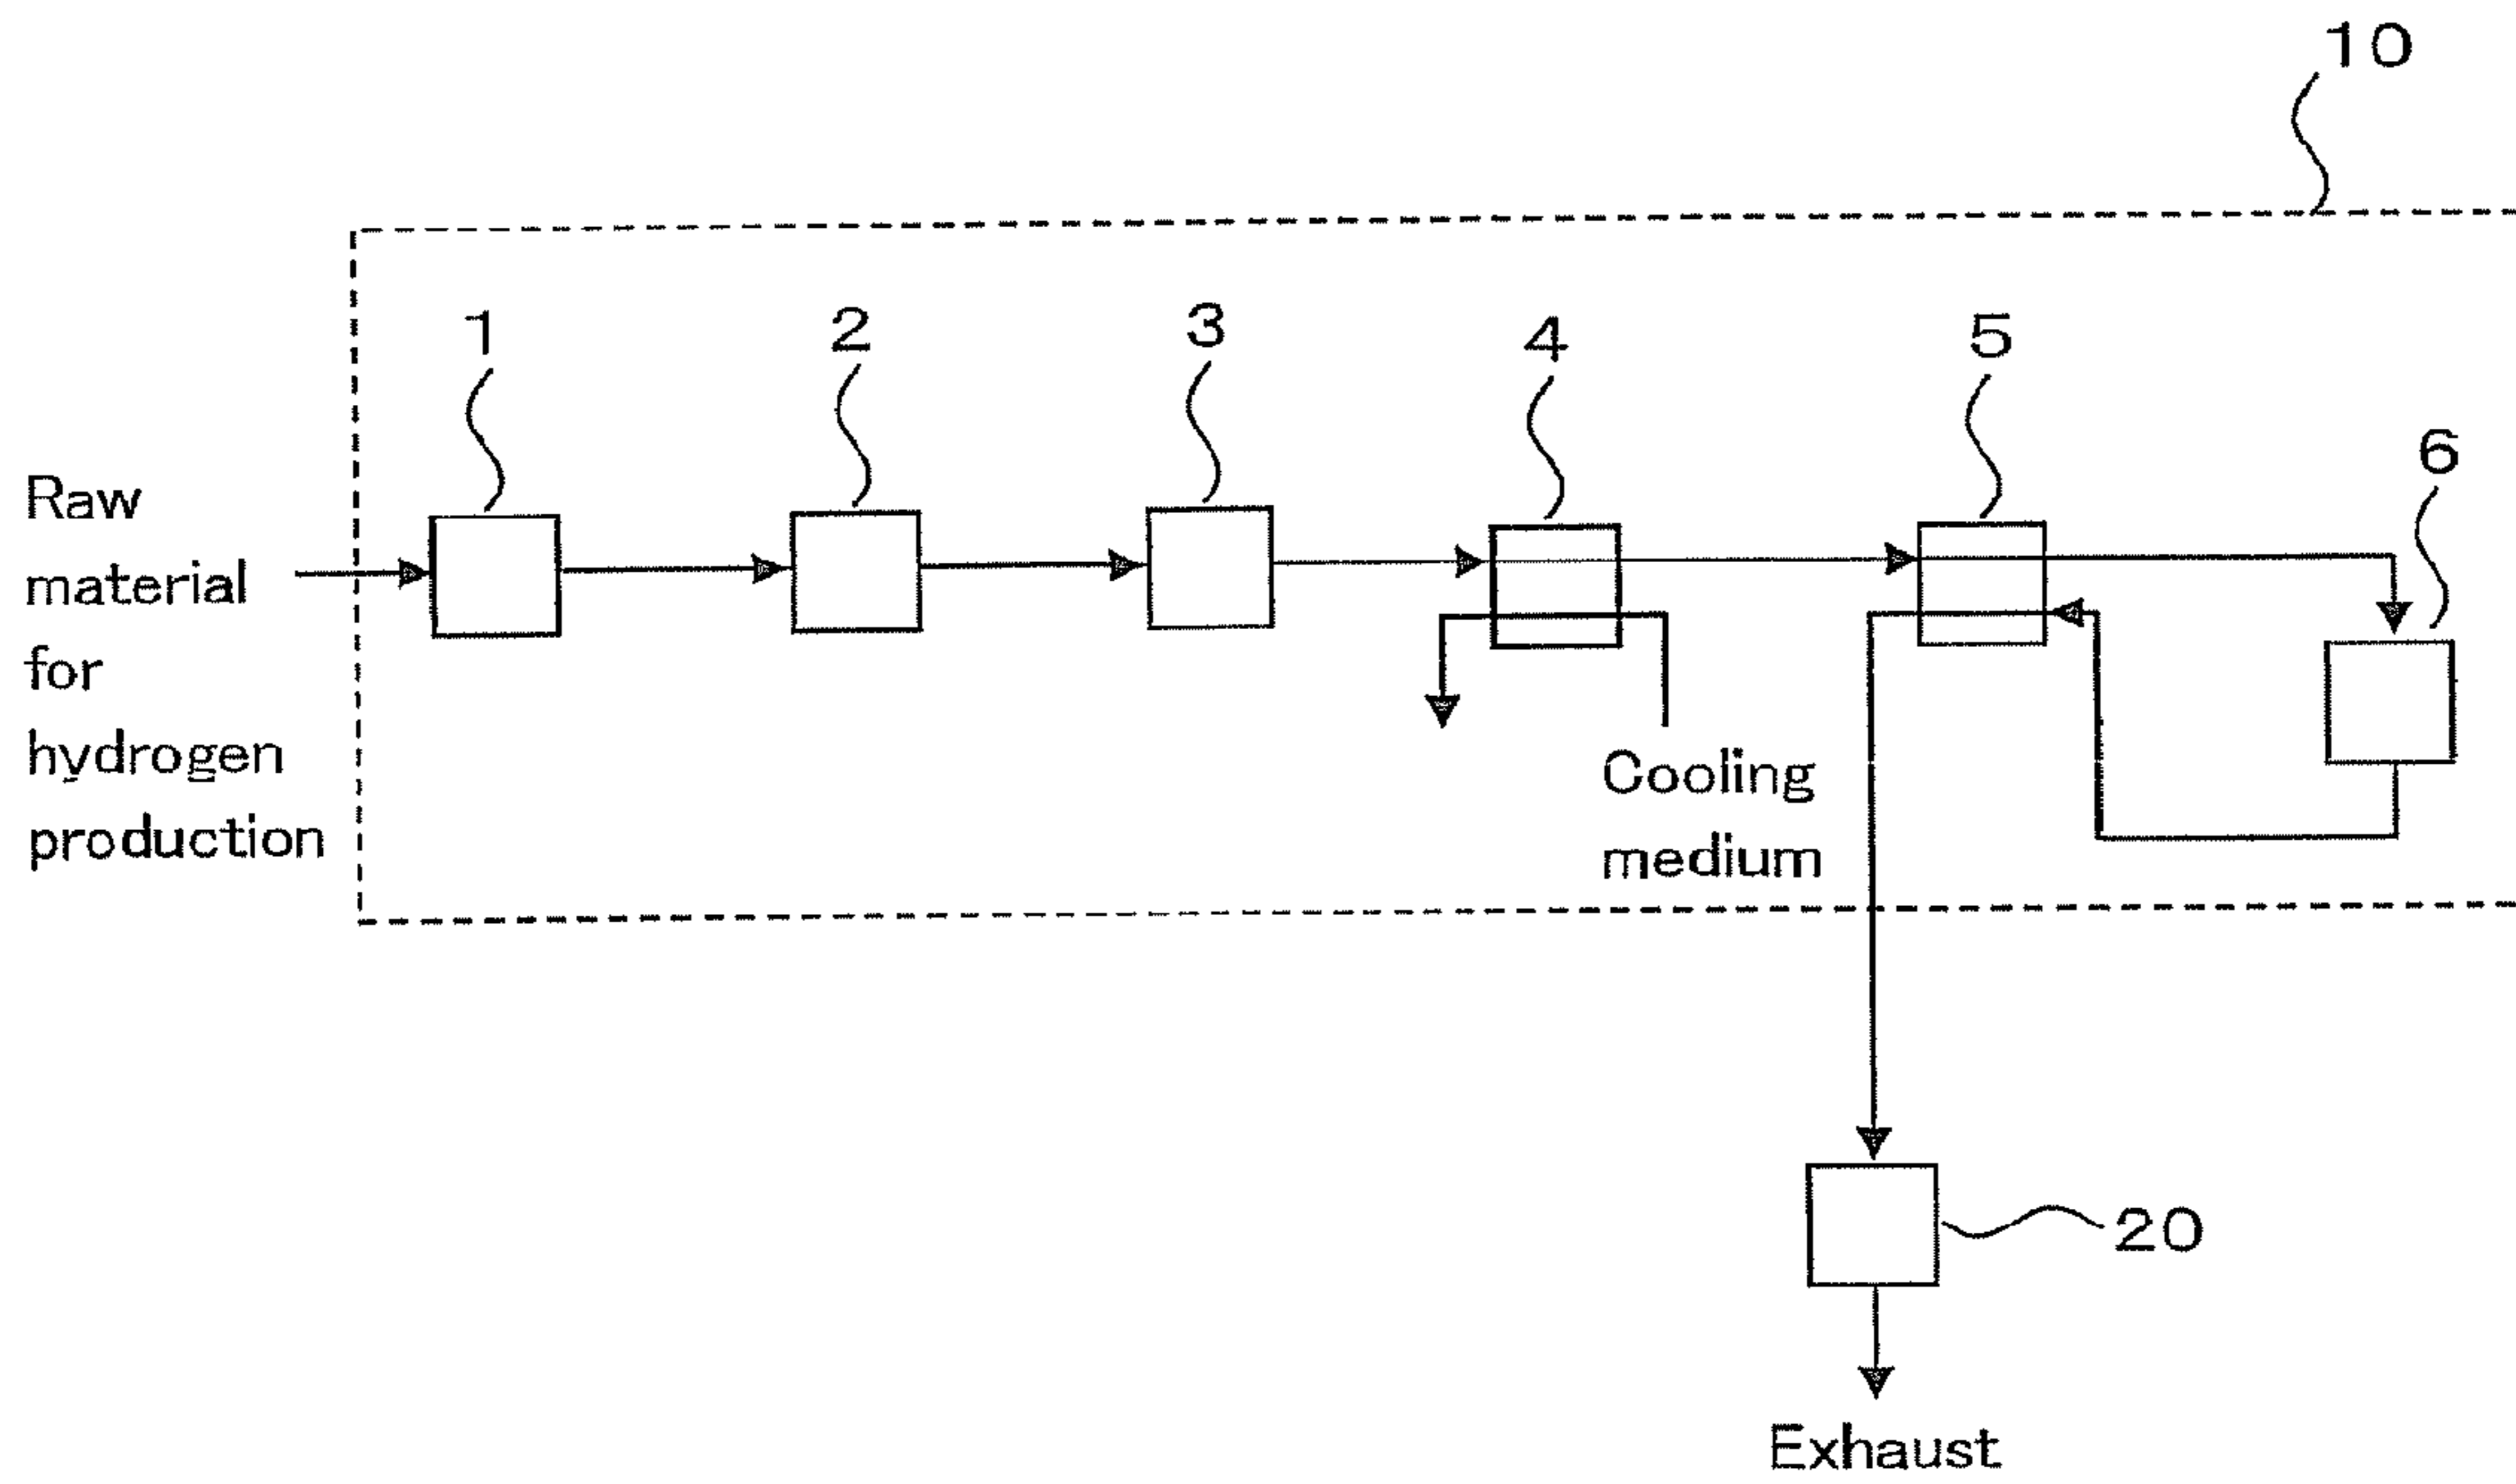 10
1
2
3
4
5
6
Raw
material
for
hydrogen
production
Cooling
medium
20
Exhaust